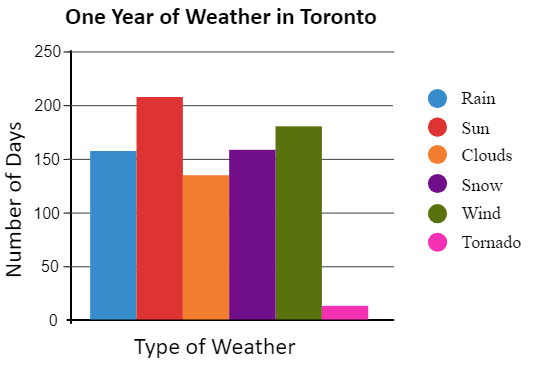 One Year of Weather in Toronto
Number of Days
250
200
150
100
50
0
Type of Weather
Rain
Sun
Clouds
Snow
Wind
Tornado